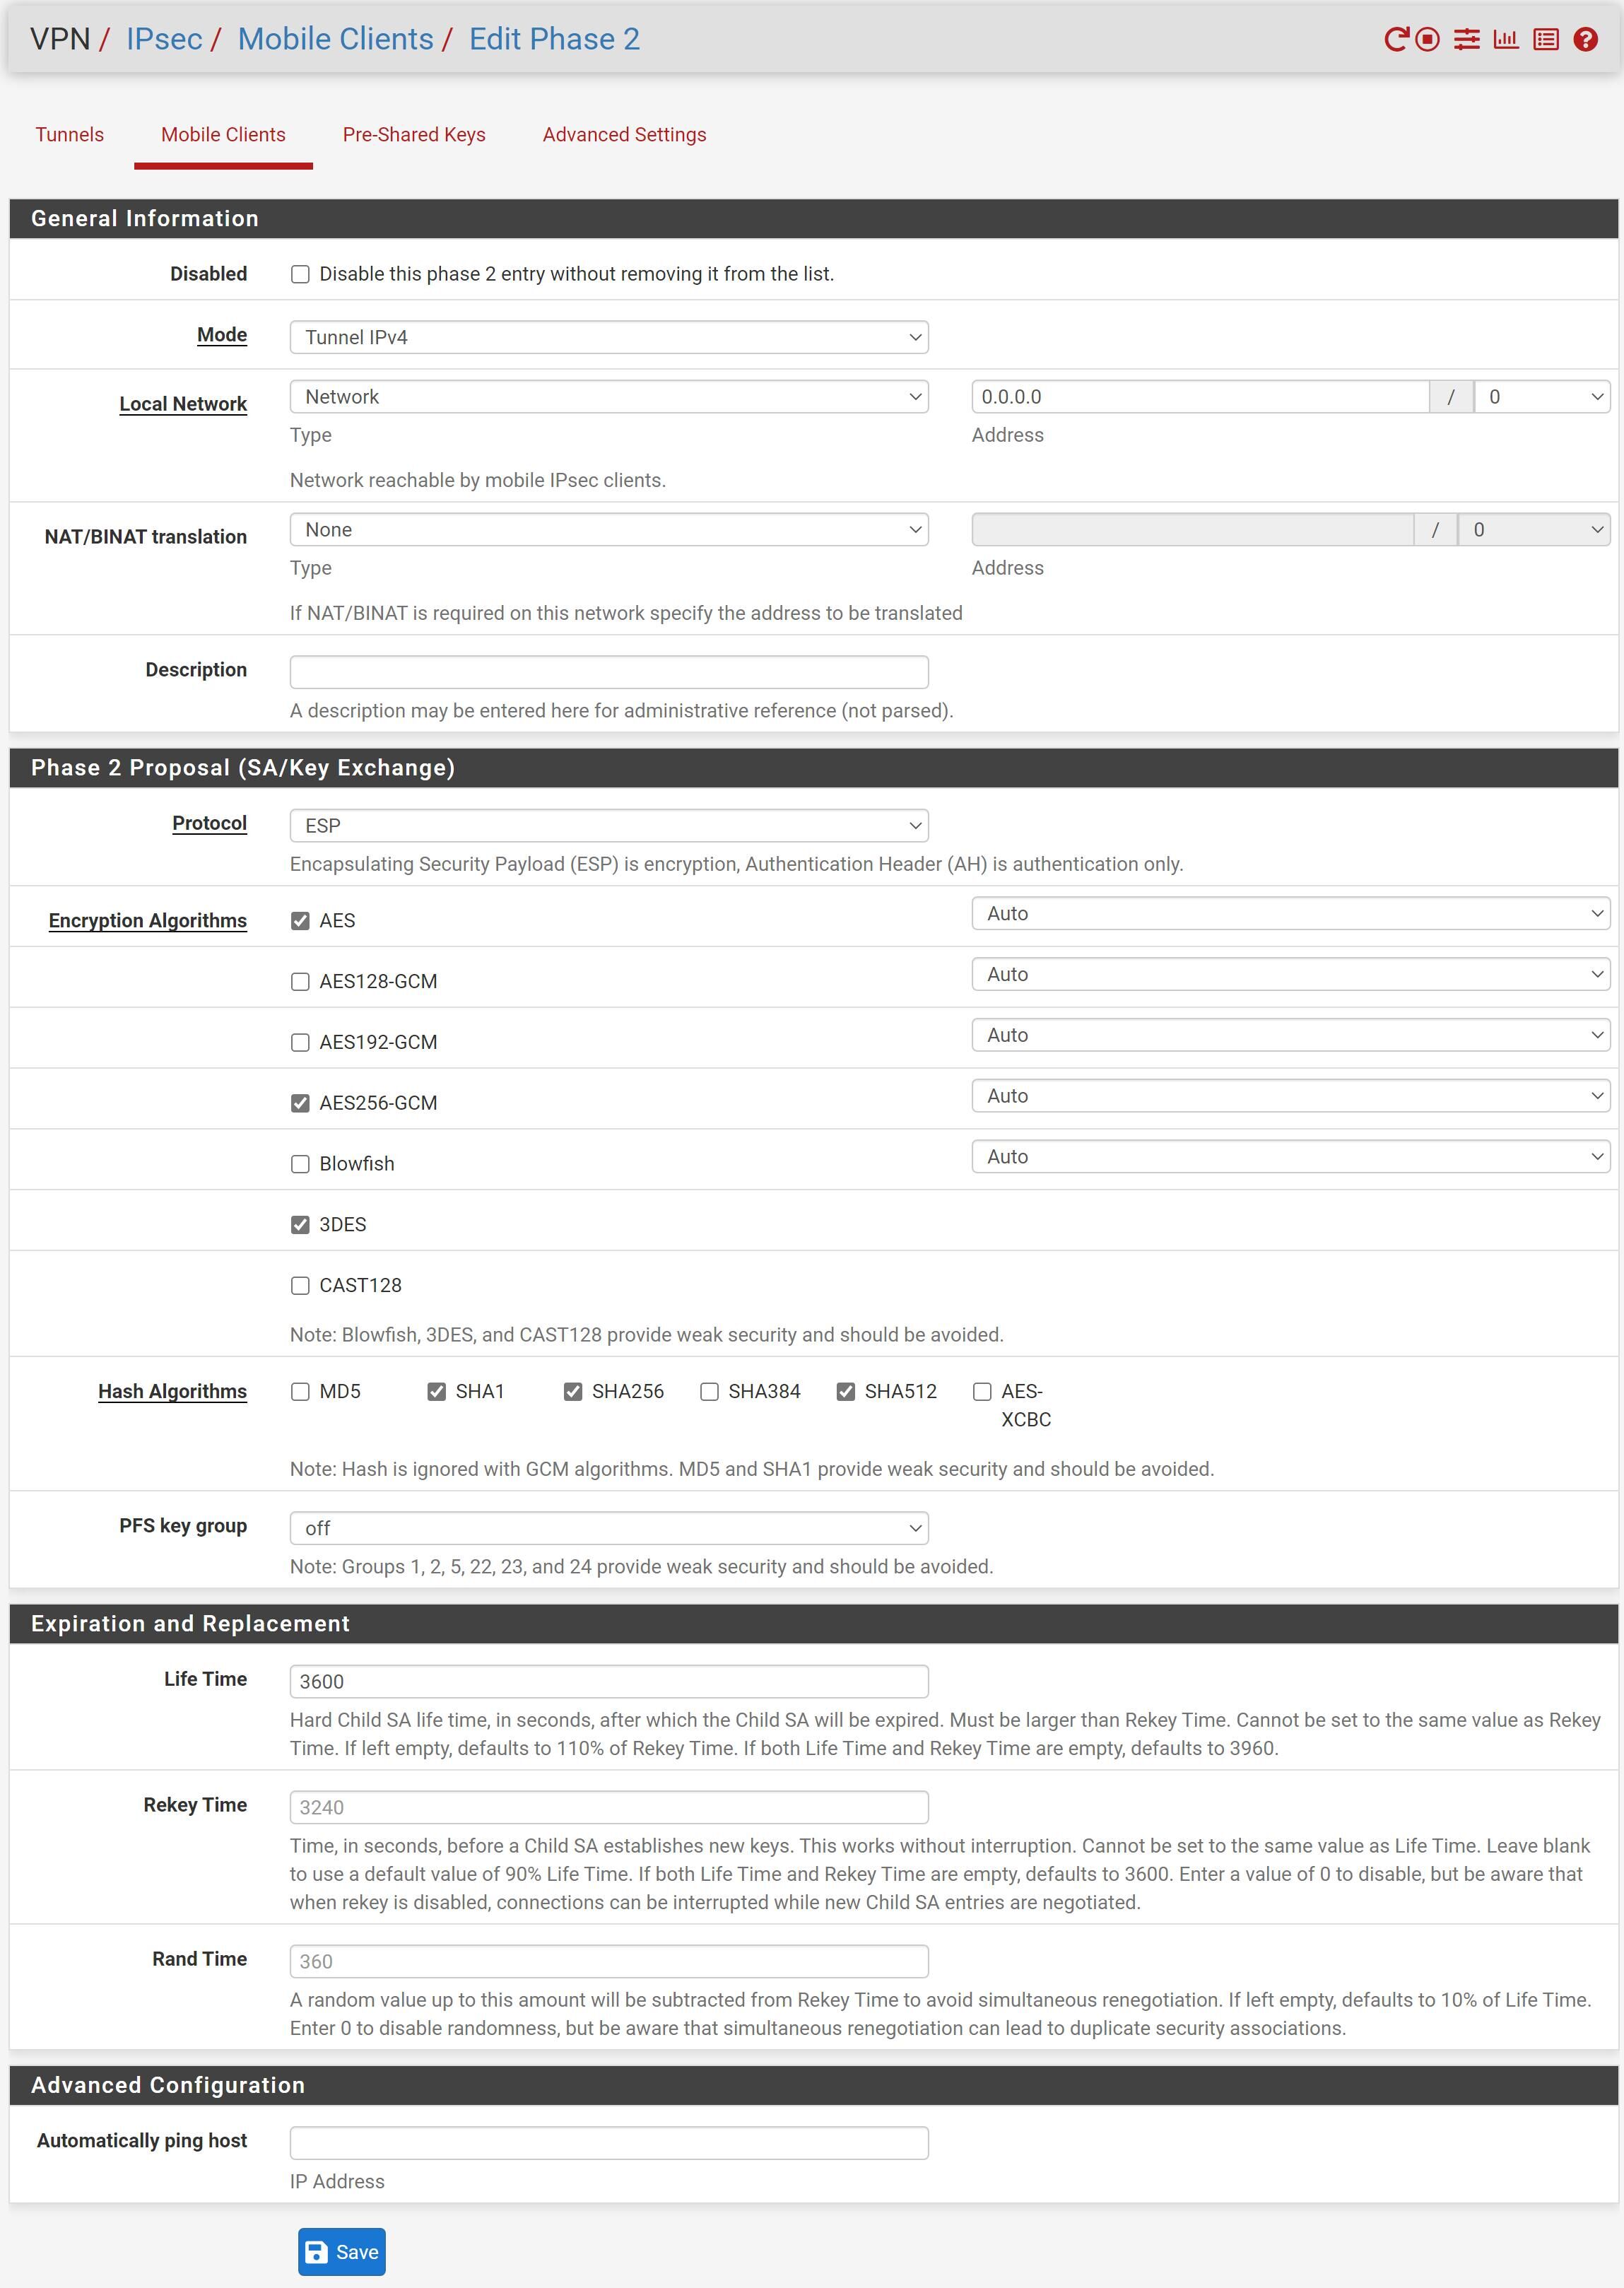 VPN / IPsec / Mobile Clients / Edit Phase 2
Tunnels Mobile Clients Pre-Shared Keys Advanced Settings
General Information
Disabled Disable this phase 2 entry without removing it from the list.
Mode Tunnel IPv4
Local Network Network 0.0.0.0 / 0
Type Address
Network reachable by mobile IPsec clients.
NAT/BINAT translation None / 0
Type Address
If NAT/BINAT is required on this network specify the address to be translated
Description
A description may be entered here for administrative reference (not parsed).
Phase 2 Proposal (SA/Key Exchange)
Protocol ESP
Encapsulating Security Payload (ESP) is encryption, Authentication Header (AH) is authentication only.
Encryption Algorithms AES Auto
AES128-GCM Auto
AES192-GCM Auto
AES256-GCM Auto
Blowfish Auto
3DES
CAST128
Note: Blowfish, 3DES, and CAST128 provide weak security and should be avoided.
Hash Algorithms MD5 SHA1 SHA256 SHA384 SHA512 AES-
XCBC
Note: Hash is ignored with GCM algorithms. MD5 and SHA1 provide weak security and should be avoided.
PFS key group off
Note: Groups 1, 2, 5, 22, 23, and 24 provide weak security and should be avoided.
Expiration and Replacement
Life Time 3600
Hard Child SA life time, in seconds, after which the Child SA will be expired. Must be larger than Rekey Time. Cannot be set to the same value as Rekey
Time. If left empty, defaults to 110% of Rekey Time. If both Life Time and Rekey Time are empty, defaults to 3960.
Rekey Time 3240
Time, in seconds, before a Child SA establishes new keys. This works without interruption. Cannot be set to the same value as Life Time. Leave blank
to use a default value of 90% Life Time. If both Life Time and Rekey Time are empty, defaults to 3600. Enter a value of 0 to disable, but be aware that
when rekey is disabled, connections can be interrupted while new Child SA entries are negotiated.
Rand Time 360
A random value up to this amount will be subtracted from Rekey Time to avoid simultaneous renegotiation. If left empty, defaults to 10% of Life Time.
Enter 0 to disable randomness, but be aware that simultaneous renegotiation can lead to duplicate security associations.
Advanced Configuration
Automatically ping host
IP Address
Save